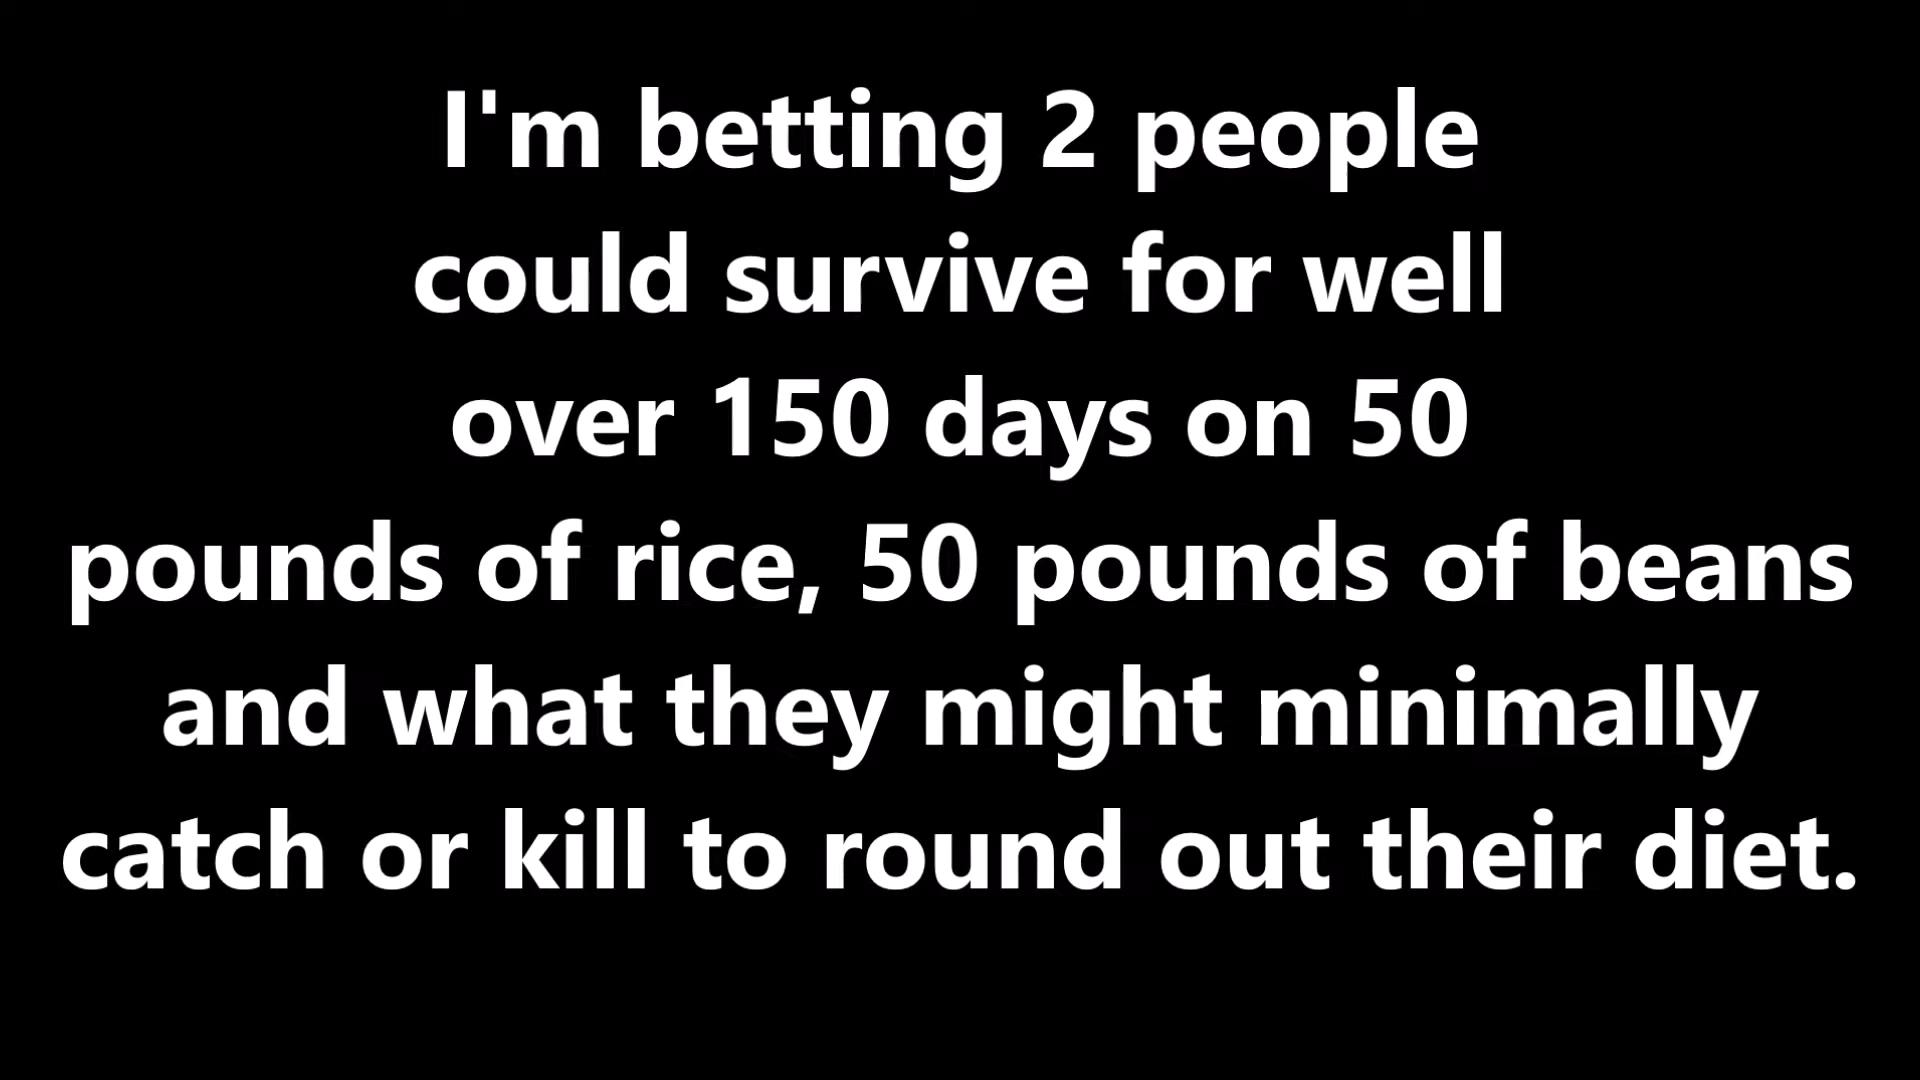 I'm betting 2 people
could survive for well
over 150 days on 50
pounds of rice, 50 pounds of beans
and what they might minimally
catch or kill to round out their diet.